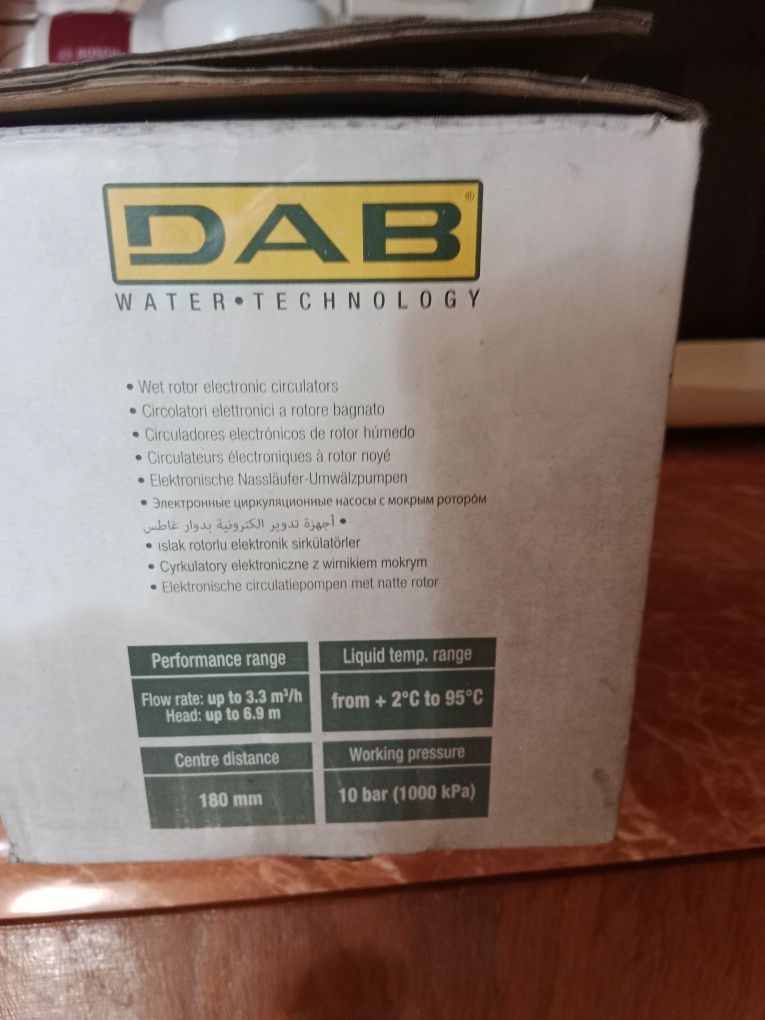 BOSCH
DAB®
WATER•TECHNOLOGY
• Wet rotor electronic circulators
• Circolatori elettronici a rotore bagnato
• Circuladores electrónicos de rotor húmedo
• Circulateurs électroniques à rotor noyé
• Elektronische Nassläufer-Umwälzpumpen
• Электронные циркуляционные насосы с мокрым ротором
• أجهزة تدوير الكترونية بدوار غاطس
• ıslak rotorlu elektronik sirkülatörler
• Cyrkulatory elektroniczne z wirnikiem mokrym
• Elektronische circulatiepompen met natte rotor
Performance range
Flow rate: up to 3.3 m³/h
Head: up to 6.9 m
Liquid temp. range
from + 2°C to 95°C
Centre distance
180 mm
Working pressure
10 bar (1000 kPa)